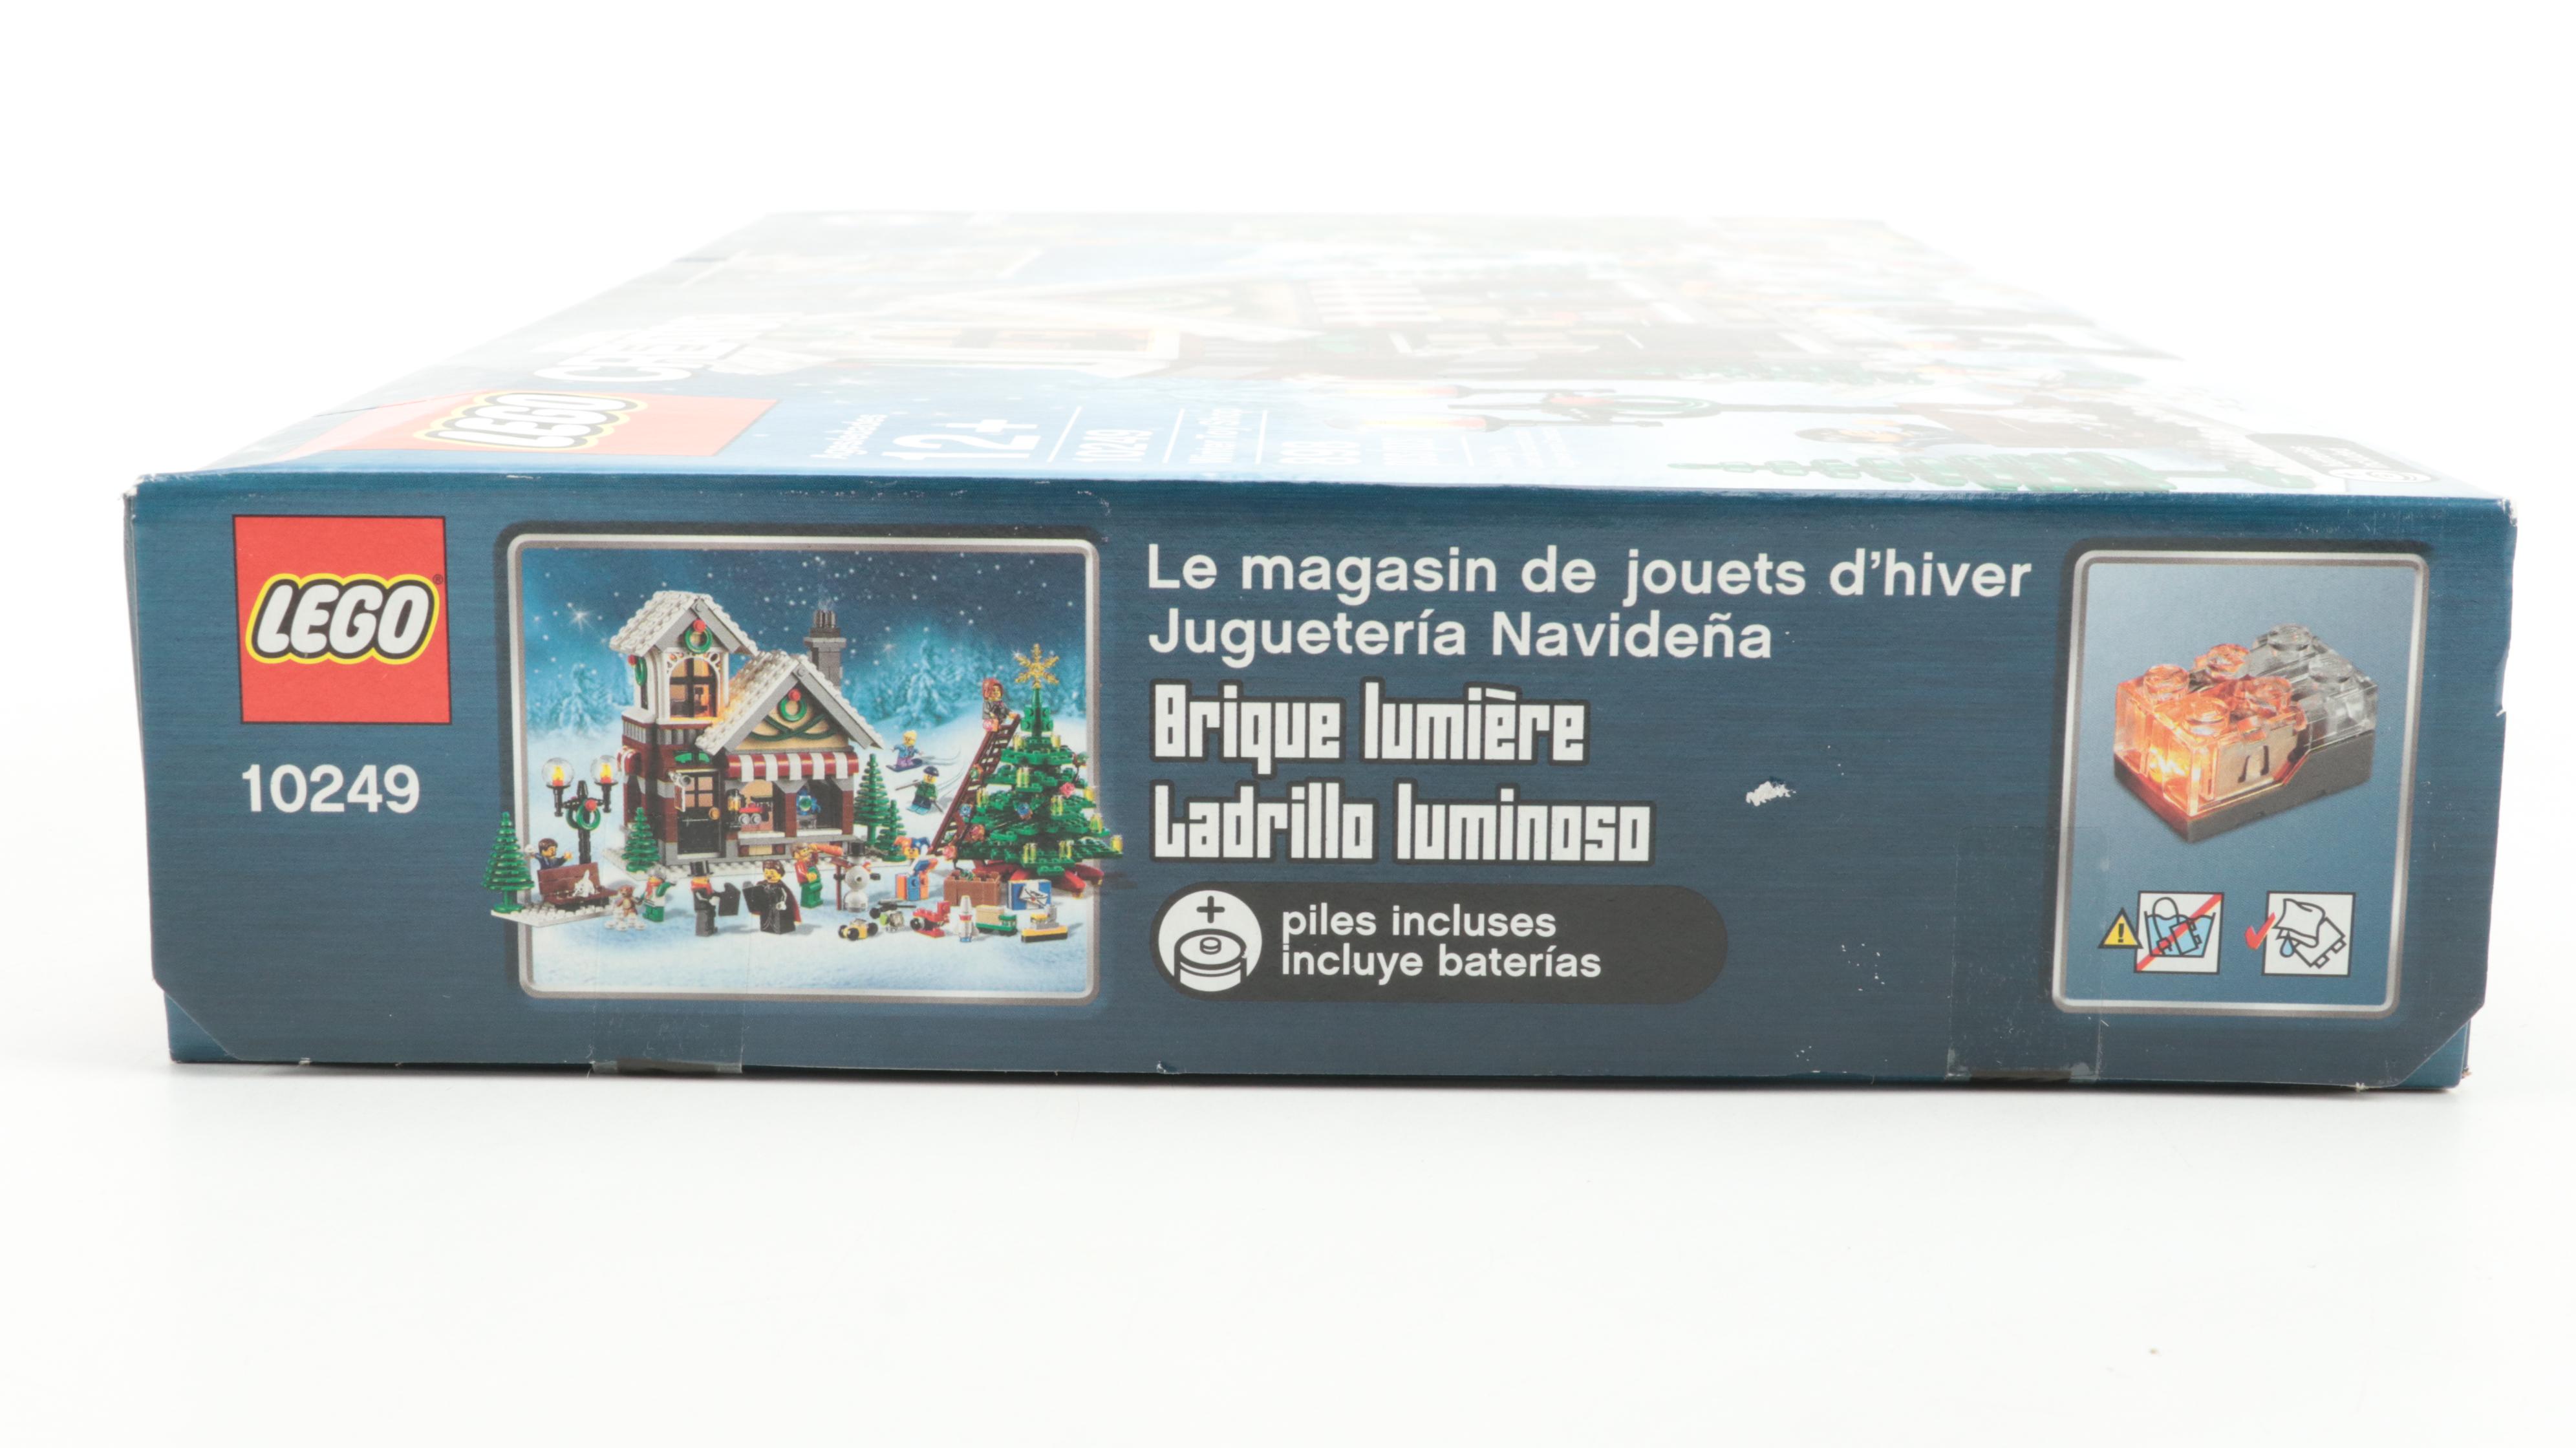 LEGO
12+
10249
LEGO
10249
Le magasin de jouets d'hiver
Juguetería Navideña
Brique lumière
Ladrillo luminoso
piles incluses
incluye baterías